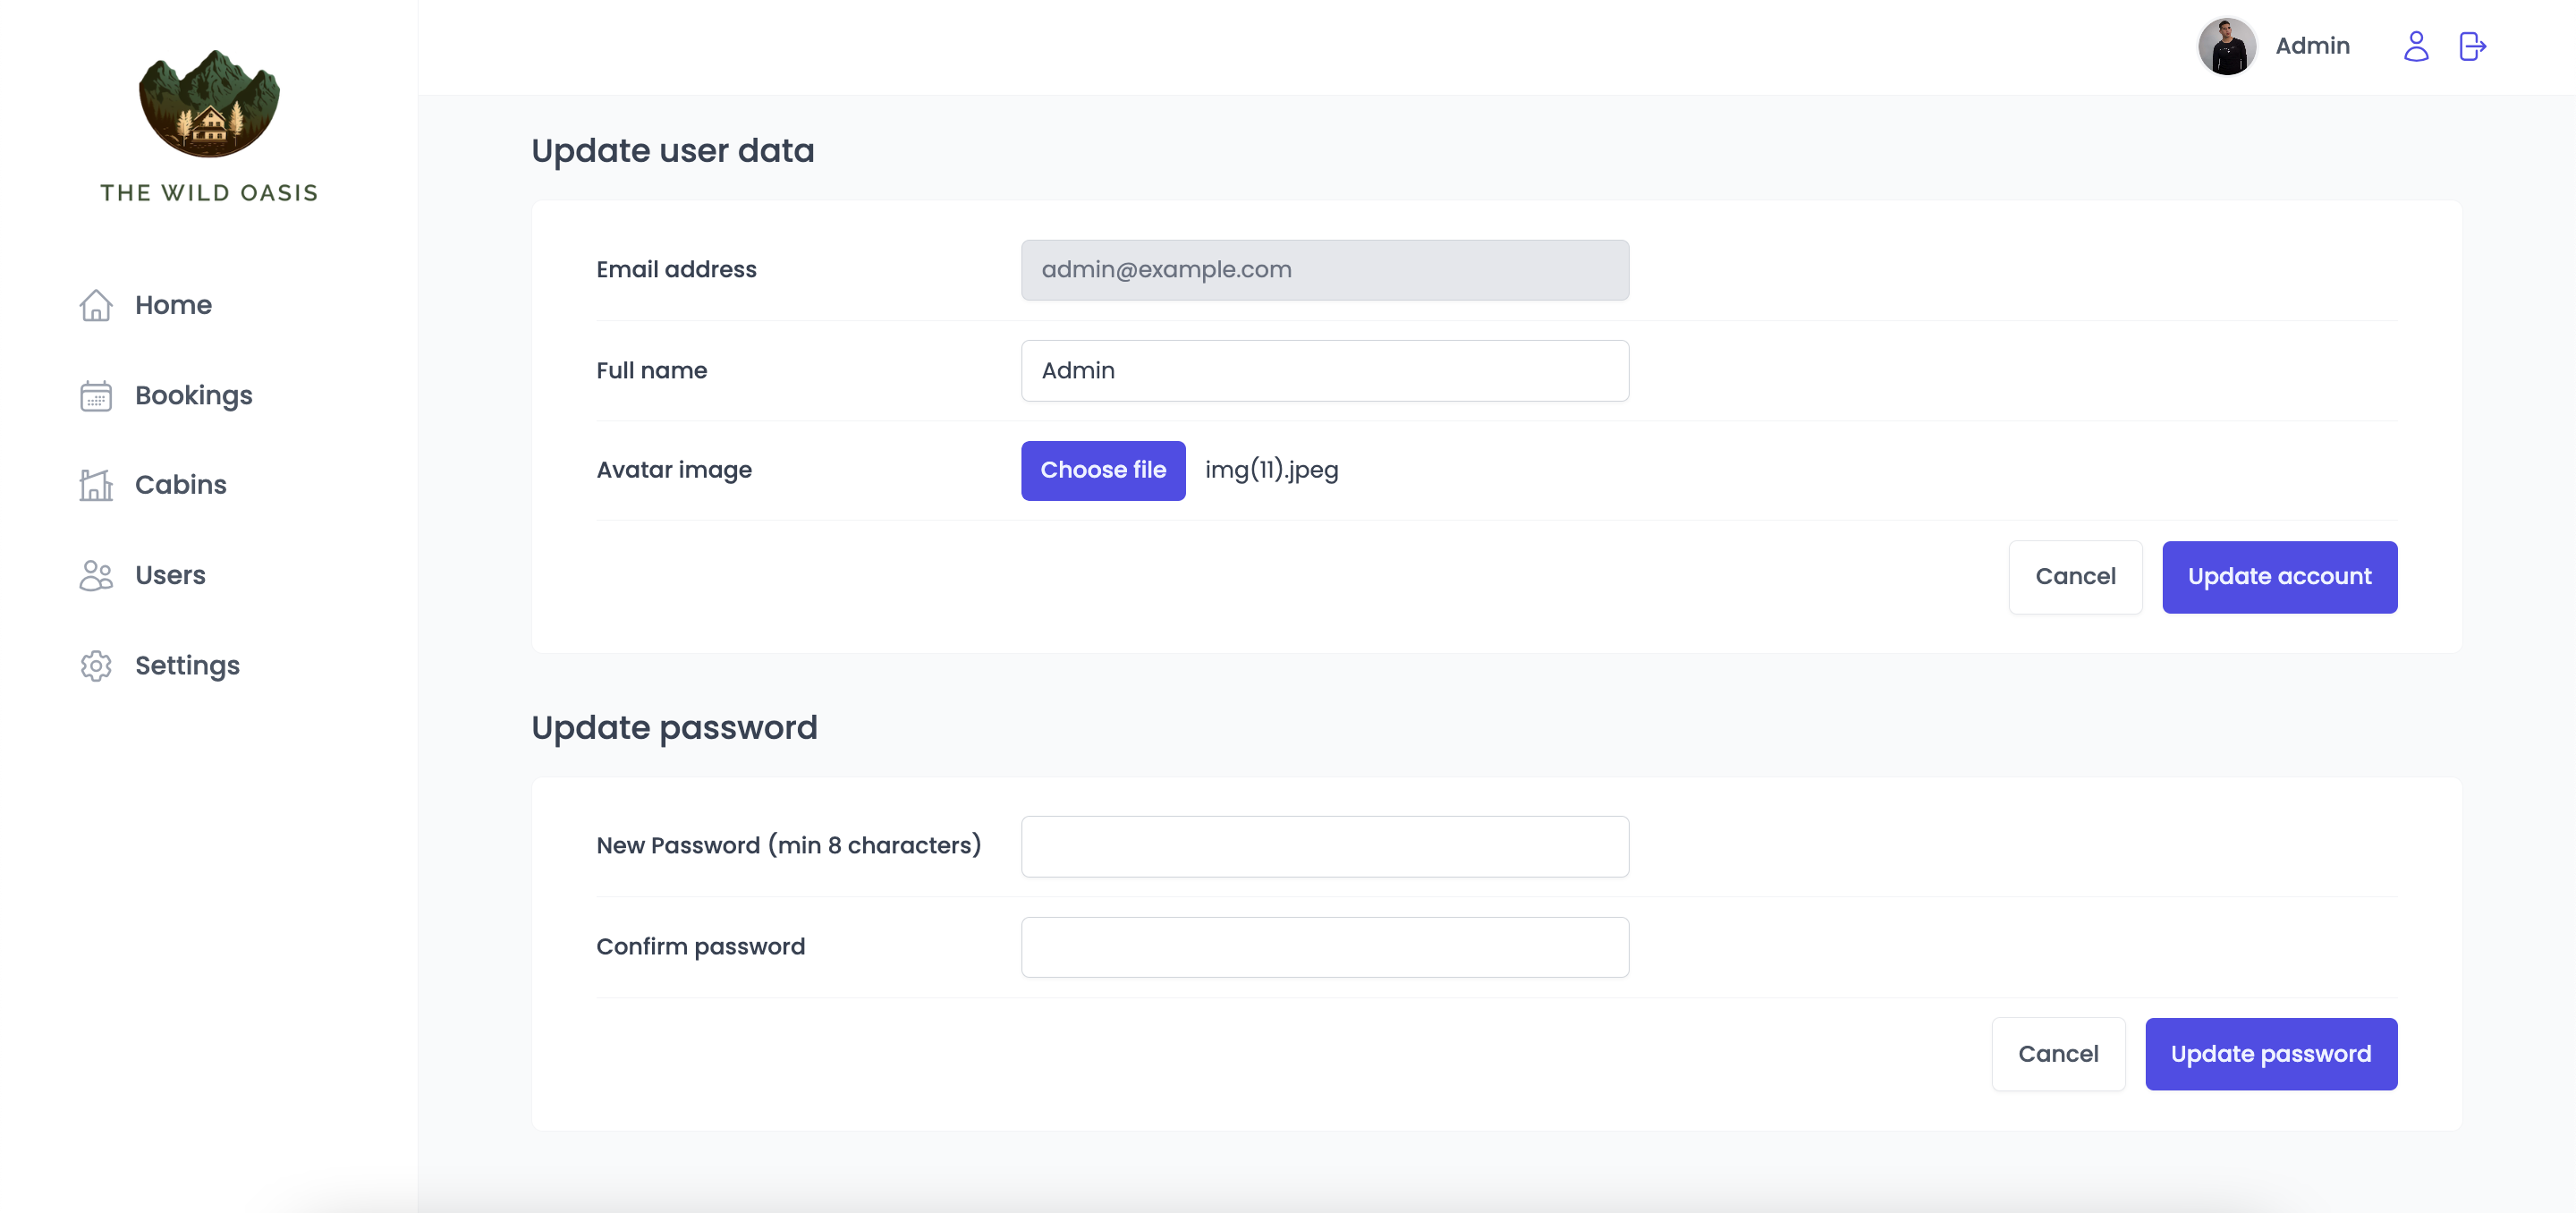 THE WILD OASIS
Home
Bookings
Cabins
Users
Settings
Admin
Update user data
Email address
admin@example.com
Full name
Admin
Avatar image
Choose file img(11).jpeg
Cancel
Update account
Update password
New Password (min 8 characters)
Confirm password
Cancel
Update password